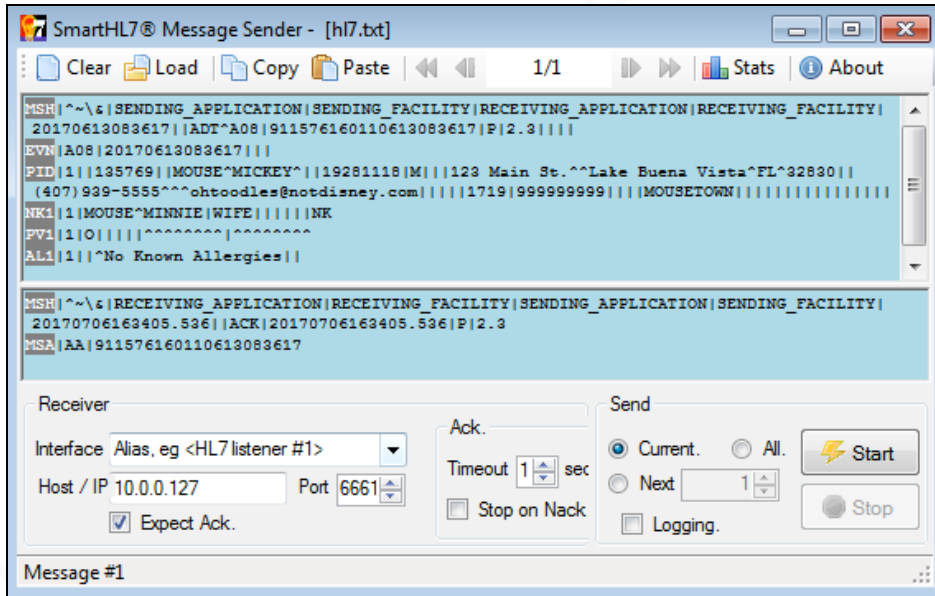 SmartHL7® Message Sender - [hl7.txt]
Clear Load Copy Paste 1/1 Stats About
MSH|^~\&|SENDING_APPLICATION|SENDING_FACILITY|RECEIVING_APPLICATION|RECEIVING_FACILITY|
20170613083617||ADT^A08|911576160110613083617|P|2.3||||
EVN|A08|20170613083617|||
PID|1||135769||MOUSE^MICKEY^||19281118|M|||123 Main St.^^Lake Buena Vista^FL^32830||
(407)939-5555^^^ohtoodles@notdisney.com|||||1719|999999999||||MOUSETOWN||||||||||||||||
NK1|1|MOUSE^MINNIE|WIFE||||||NK
PV1|1|O|||||^^^^^^^^|^^^^^^^^
AL1|1||^No Known Allergies||
MSH|^~\&|RECEIVING_APPLICATION|RECEIVING_FACILITY|SENDING_APPLICATION|SENDING_FACILITY|
20170706163405.536||ACK|20170706163405.536|P|2.3
MSA|AA|911576160110613083617
Receiver
Interface Alias, eg <HL7 listener #1>
Host / IP 10.0.0.127 Port 6661
Expect Ack.
Ack.
Timeout 1 sec
Stop on Nack
Send
Current. All.
Next 1
Logging.
Start
Stop
Message #1